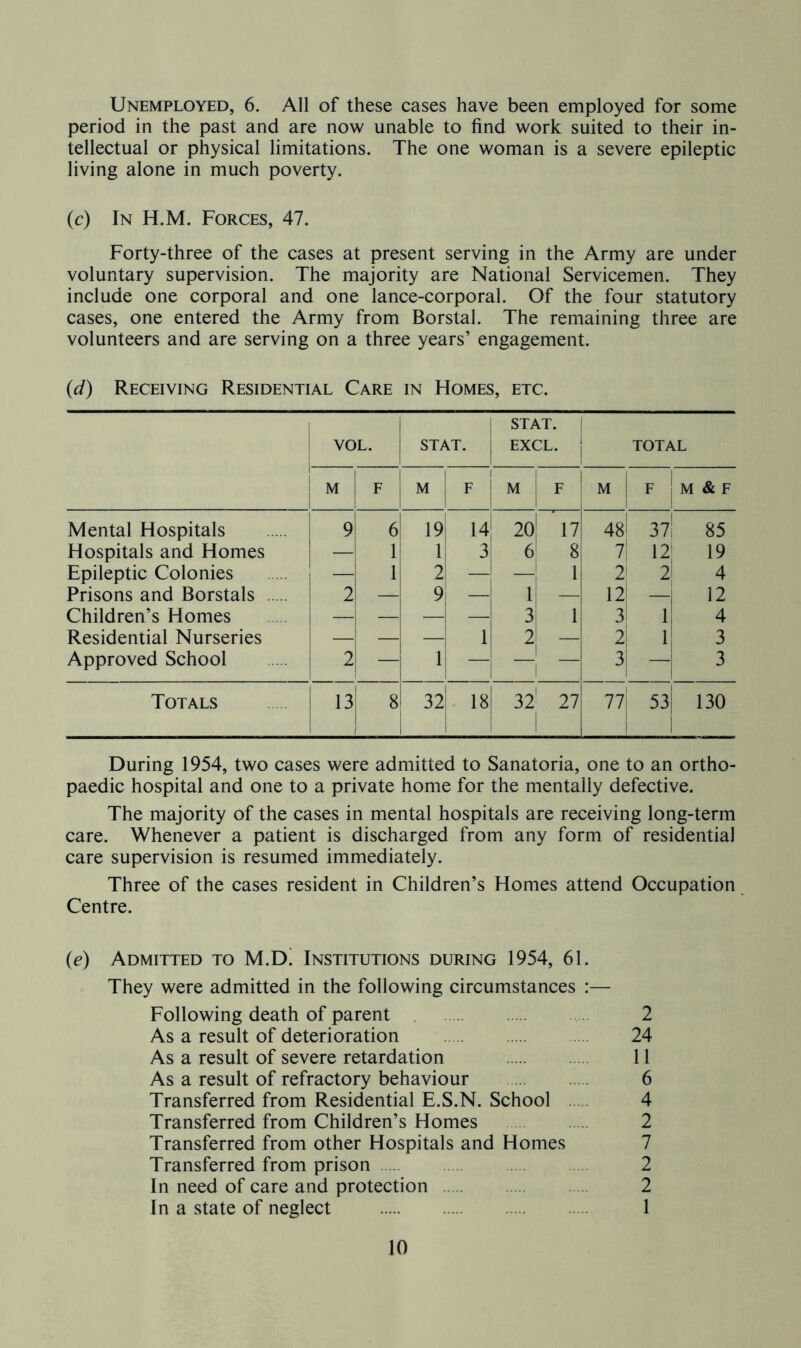 UNEMPLOYED, 6. All of these cases have been employed for some
period in the past and are now unable to find work suited to their in-
tellectual or physical limitations. The one woman is a severe epileptic
living alone in much poverty.
(c) IN H.M. FORCES, 47.
Forty-three of the cases at present serving in the Army are under
voluntary supervision. The majority are National Servicemen. They
include one corporal and one lance-corporal. Of the four statutory
cases, one entered the Army from Borstal. The remaining three are
volunteers and are serving on a three years' engagement.
(d) RECEIVING RESIDENTIAL CARE IN HOMES, ETC.
VOL. STAT. STAT. EXCL. TOTAL
M F M F M F M F M & F
Mental Hospitals ..... 9 6 19 14 20 17 48 37 85
Hospitals and Homes — 1 1 3 6 8 7 12 19
Epileptic Colonies ..... — 1 2 — — 1 2 2 4
Prisons and Borstals ..... 2 — 9 — 1 — 12 — 12
Children's Homes ..... — — — — 3 1 3 1 4
Residential Nurseries — — — 1 2 — 2 1 3
Approved School ..... 2 — 1 — — — 3 — 3
TOTALS ..... 13 8 32 18 32 27 77 53 130
During 1954, two cases were admitted to Sanatoria, one to an ortho-
paedic hospital and one to a private home for the mentally defective.
The majority of the cases in mental hospitals are receiving long-term
care. Whenever a patient is discharged from any form of residential
care supervision is resumed immediately.
Three of the cases resident in Children's Homes attend Occupation
Centre.
(e) ADMITTED TO M.D. INSTITUTIONS DURING 1954, 61.
They were admitted in the following circumstances :—
Following death of parent ..... ..... ..... 2
As a result of deterioration ..... ..... ..... 24
As a result of severe retardation ..... ..... 11
As a result of refractory behaviour ..... ..... 6
Transferred from Residential E.S.N. School ..... 4
Transferred from Children's Homes ..... ..... 2
Transferred from other Hospitals and Homes 7
Transferred from prison ..... ..... ..... ..... 2
In need of care and protection ..... ..... ..... 2
In a state of neglect ..... ..... ..... ..... 1
10